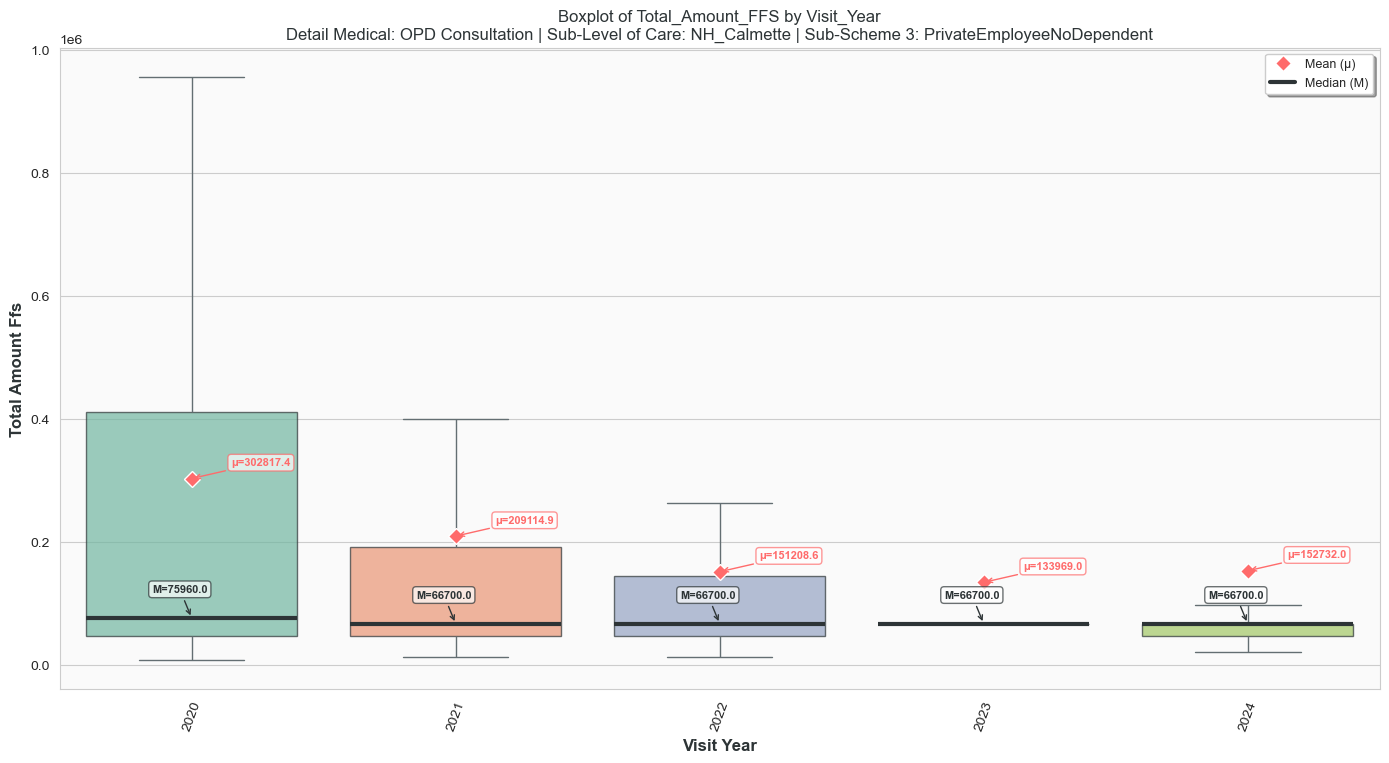 Boxplot of Total_Amount_FFS by Visit_Year
Detail Medical: OPD Consultation | Sub-Level of Care: NH_Calmette | Sub-Scheme 3: PrivateEmployeeNoDependent
1e6
1.0
0.8
0.6
0.4
0.2
0.0
Total Amount Ffs
Mean (μ)
Median (M)
μ=302817.4
M=75960.0
μ=209114.9
M=66700.0
μ=151208.6
M=66700.0
μ=133969.0
M=66700.0
μ=152732.0
M=66700.0
2020
2021
2022
2023
2024
Visit Year